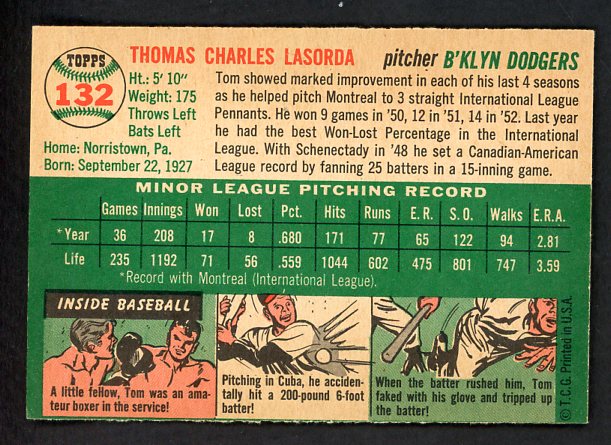 TOPPS
132
THOMAS CHARLES LASORDA pitcher B'KLYN DODGERS
Ht.: 5' 10"
Weight: 175
Throws Left
Bats Left
Home: Norristown, Pa.
Born: September 22, 1927
Tom showed marked improvement in each of his last 4 seasons
as he helped pitch Montreal to 3 straight International League
Pennants. He won 9 games in '50, 12 in '51, 14 in '52. Last year
he had the best Won-Lost Percentage in the International
League. With Schenectady in '48 he set a Canadian-American
League record by fanning 25 batters in a 15-inning game.
MINOR LEAGUE PITCHING RECORD
Games Innings Won Lost Pct. Hits Runs E.R. S.O. Walks E.R.A.
*Year 36 208 17 8 .680 171 77 65 122 94 2.81
Life 235 1192 71 56 .559 1044 602 475 801 747 3.59
*Record with Montreal (International League).
INSIDE BASEBALL
A little fellow, Tom was an ama-
teur boxer in the service!
Pitching in Cuba, he acciden-
tally hit a 200-pound 6-foot
batter!
When the batter rushed him, Tom
faked with his glove and tripped up
the batter!
© T.C.G. Printed in U.S.A.